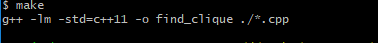 $ make
g++ -lm -std=c++11 -o find_clique ./*.cpp